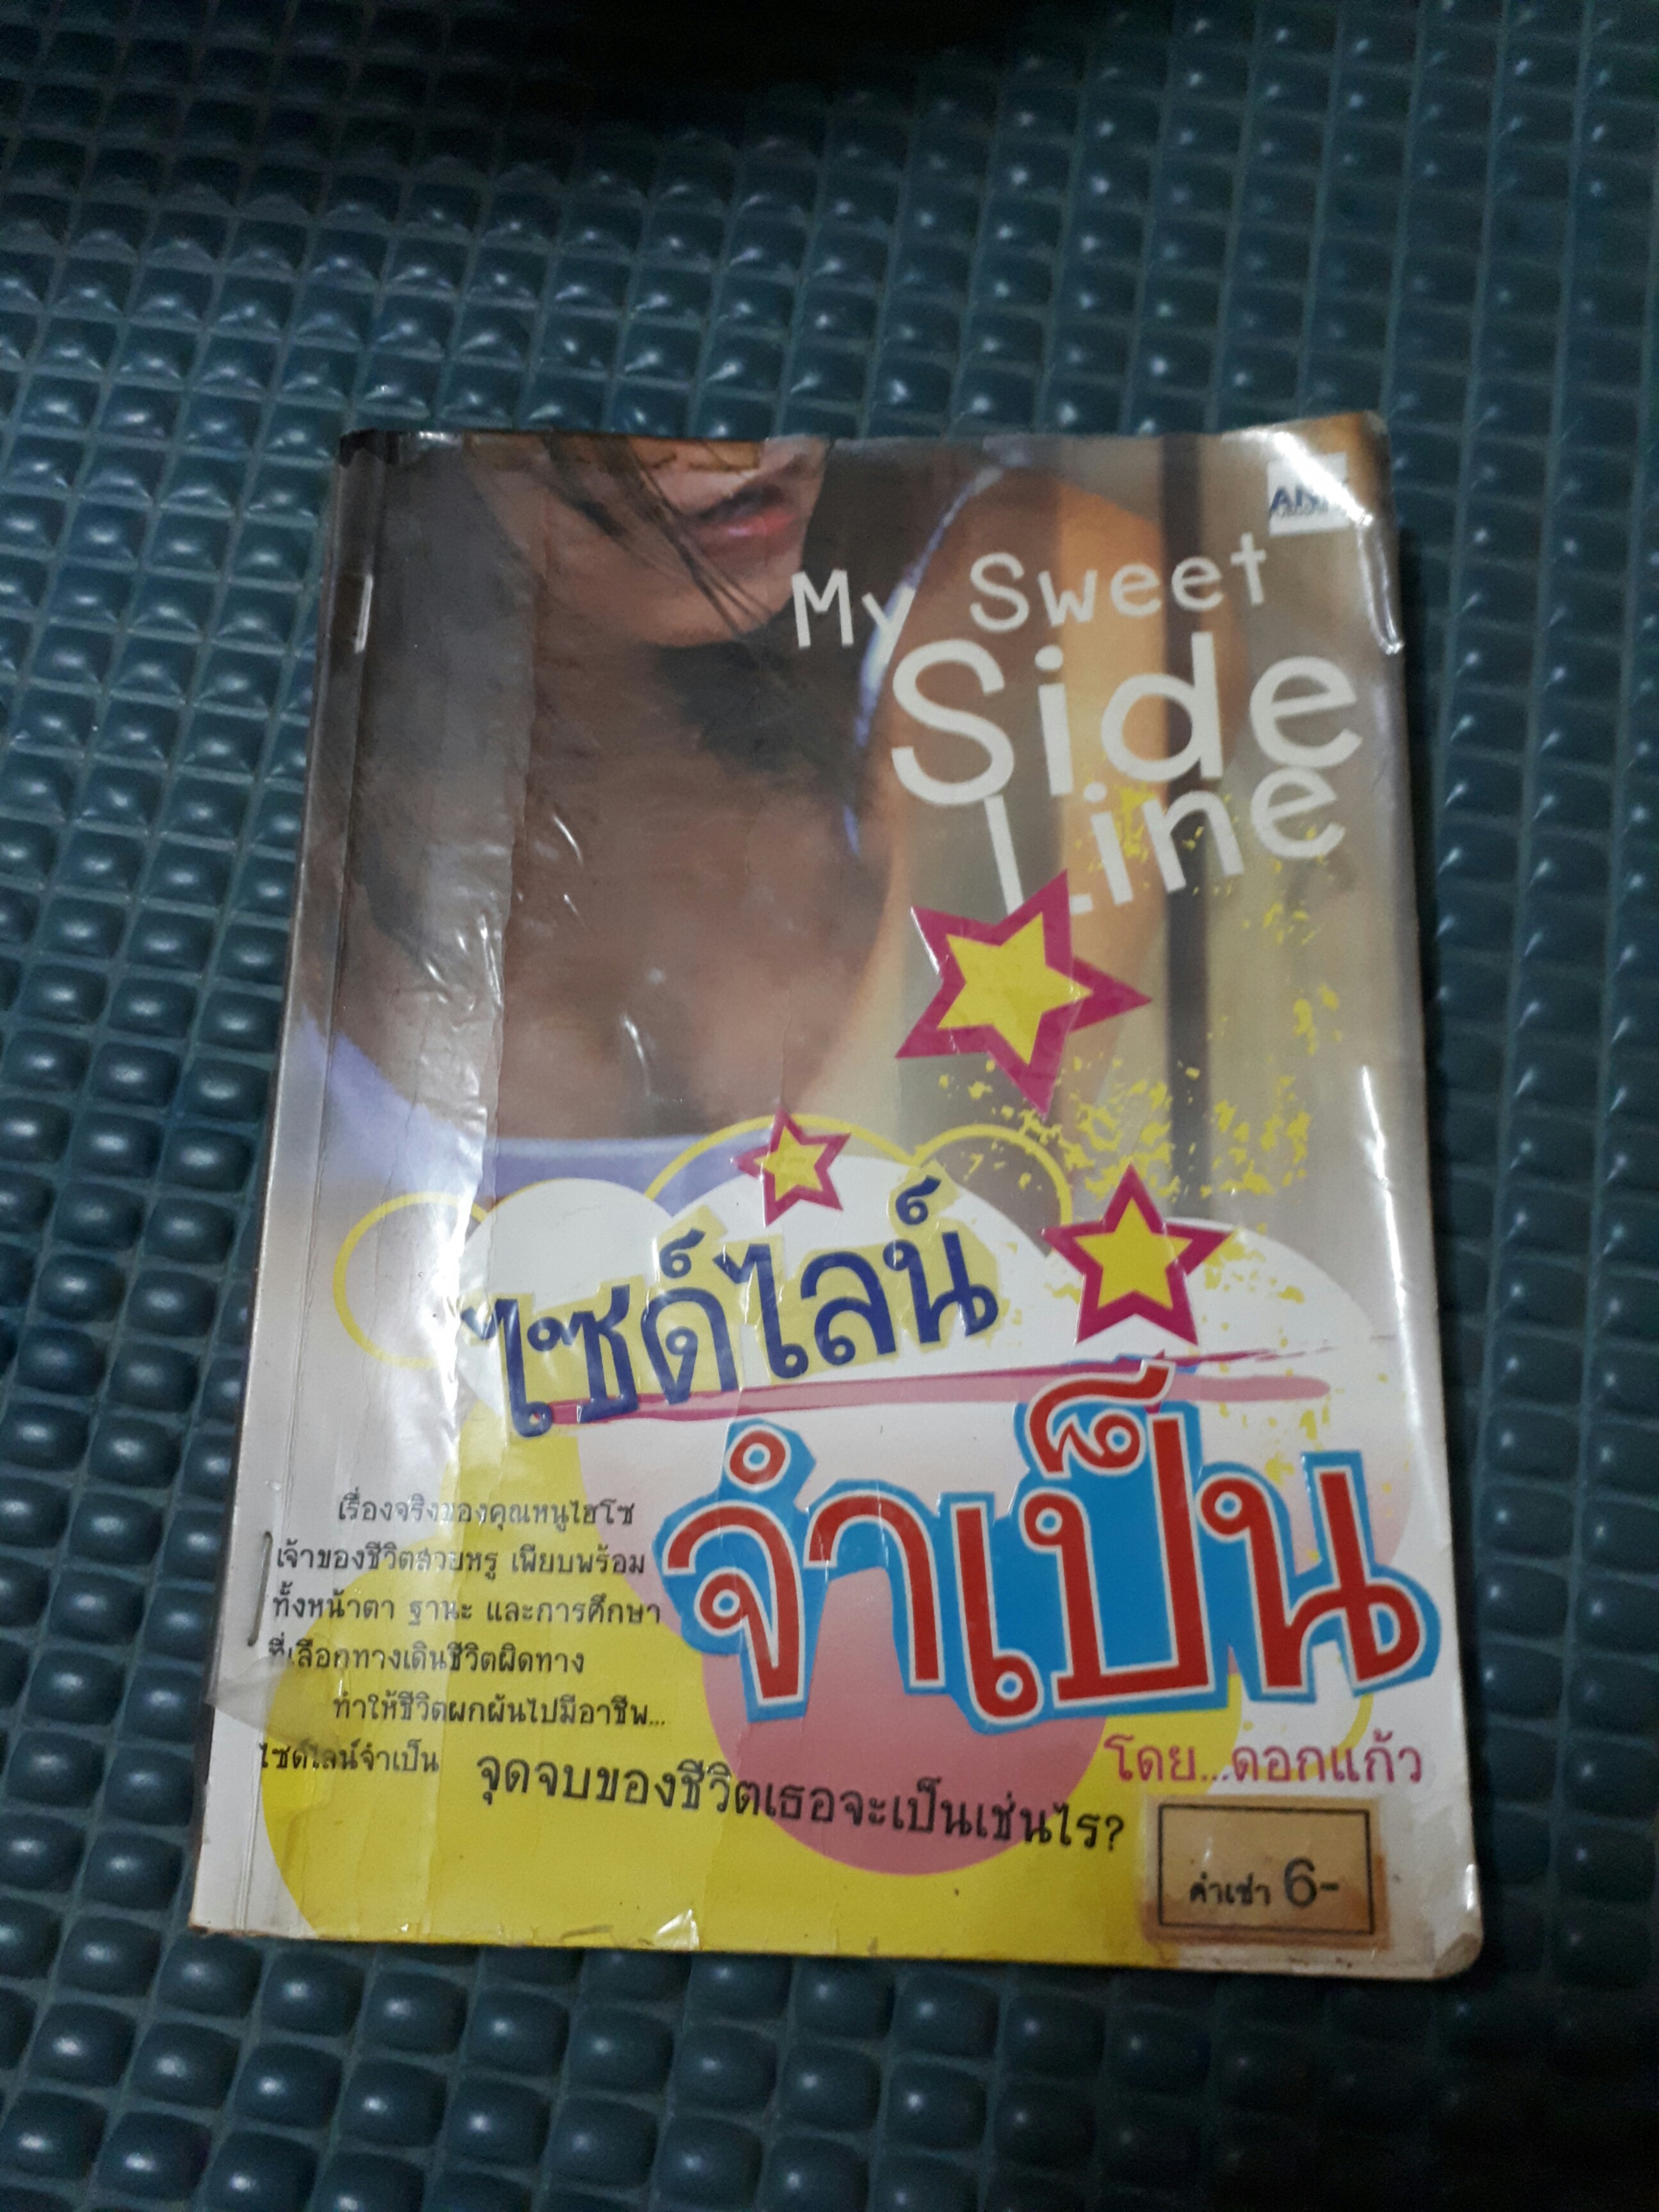 My Sweet
Side
Line
ไซด์ไลน์
จำเป็น
เรื่องจริงของคุณหนูไฮโซ
เจ้าของชีวิตสวยหรู เพียบพร้อม
ทั้งหน้าตา ฐานะ และการศึกษา
ที่เลือกทางเดินชีวิตผิดทาง
ทำให้ชีวิตผกผันไปมีอาชีพ...
ไซด์ไลน์จำเป็น
จุดจบของชีวิตเธอจะเป็นเช่นไร?
โดย...ดอกแก้ว
ค่าเช่า 6-